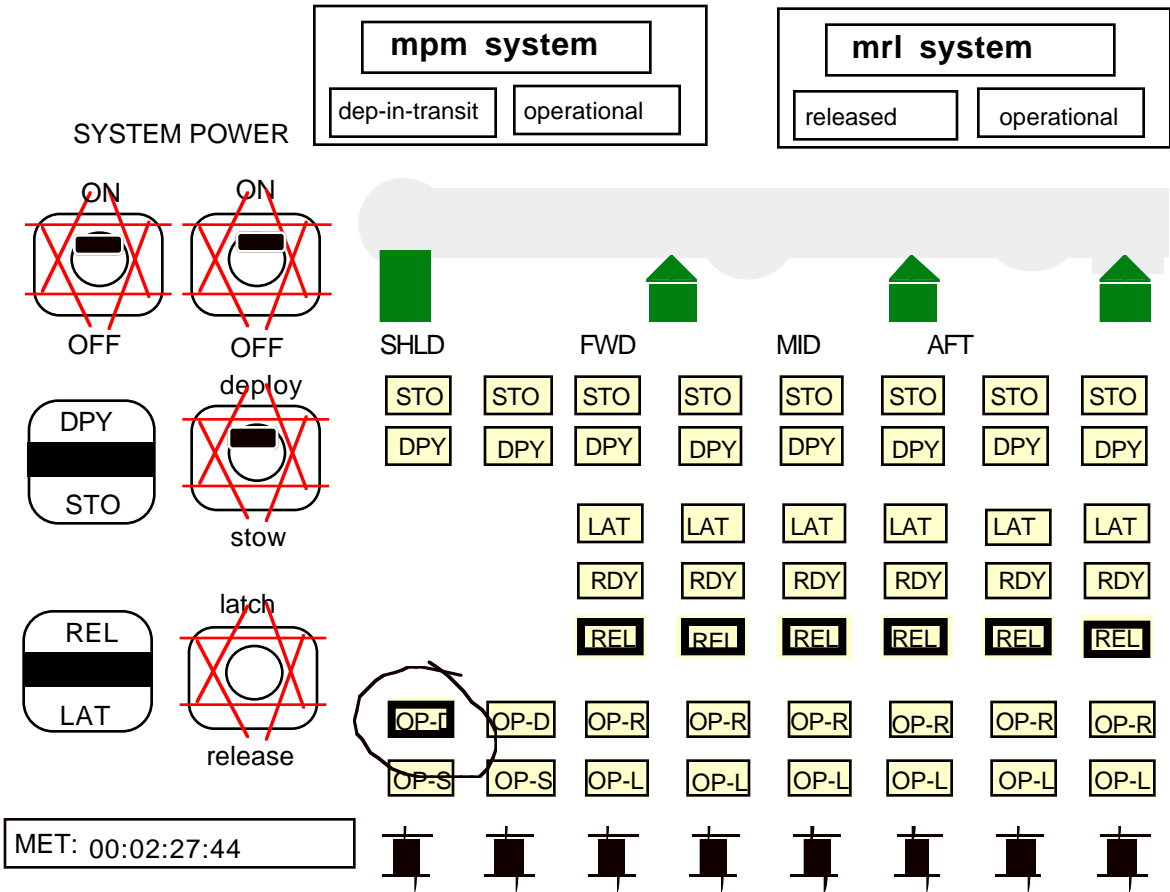 mpm system
mrl system
dep-in-transit operational
released operational
SYSTEM POWER
ON ON
OFF OFF
SHLD FWD MID AFT
deploy
DPY
STO
stow
STO STO STO STO STO STO STO STO
DPY DPY DPY DPY DPY DPY DPY DPY
LAT LAT LAT LAT LAT LAT
RDY RDY RDY RDY RDY RDY
latch
REL
LAT
release
REL REL REL REL REL REL
OP-D OP-D OP-R OP-R OP-R OP-R OP-R OP-R
OP-S OP-S OP-L OP-L OP-L OP-L OP-L OP-L
MET: 00:02:27:44